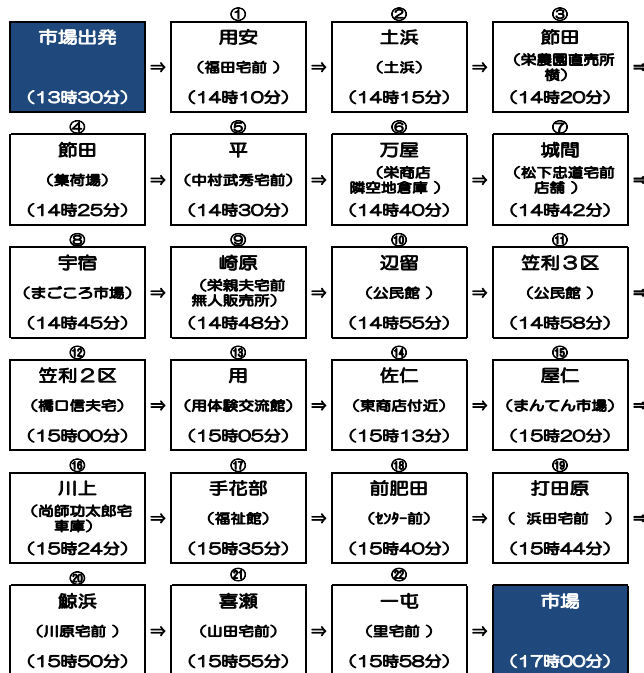 市場出発
(13時30分)
⇒
①
用安
(福田宅前)
(14時10分)
⇒
②
土浜
(土浜)
(14時15分)
⇒
③
節田
(栄農園直売所
横)
(14時20分)
⇒
④
節田
(集荷場)
(14時25分)
⇒
⑤
平
(中村武秀宅前)
(14時30分)
⇒
⑥
万屋
(栄商店
隣空地倉庫)
(14時40分)
⇒
⑦
城間
(松下忠道宅前
店舗)
(14時42分)
⇒
⑧
宇宿
(まごころ市場)
(14時45分)
⇒
⑨
崎原
(栄親夫宅前
無人販売所)
(14時48分)
⇒
⑩
辺留
(公民館)
(14時55分)
⇒
⑪
笠利3区
(公民館)
(14時58分)
⇒
⑫
笠利2区
(橋口信夫宅)
(15時00分)
⇒
⑬
用
(用体験交流館)
(15時05分)
⇒
⑭
佐仁
(東商店付近)
(15時13分)
⇒
⑮
屋仁
(まんてん市場)
(15時20分)
⇒
⑯
川上
(尚師功太郎宅
車庫)
(15時24分)
⇒
⑰
手花部
(福祉館)
(15時35分)
⇒
⑱
前肥田
(センター前)
(15時40分)
⇒
⑲
打田原
( 浜田宅前 )
(15時44分)
⇒
⑳
鯨浜
(川原宅前)
(15時50分)
⇒
㉑
喜瀬
(山田宅前)
(15時55分)
⇒
㉒
一屯
(里宅前)
(15時58分)
⇒
市場
(17時00分)